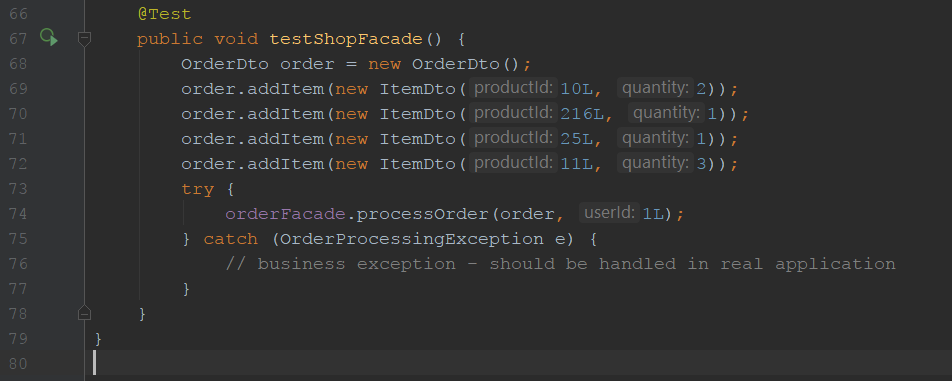 66 @Test
67 public void testShopFacade() {
68 OrderDto order = new OrderDto();
69 order.addItem(new ItemDto( productId: 10L, quantity: 2));
70 order.addItem(new ItemDto( productId: 216L, quantity: 1));
71 order.addItem(new ItemDto( productId: 25L, quantity: 1));
72 order.addItem(new ItemDto( productId: 11L, quantity: 3));
73 try {
74 orderFacade.processOrder(order, userId: 1L);
75 } catch (OrderProcessingException e) {
76 // business exception - should be handled in real application
77 }
78 }
79 }
80